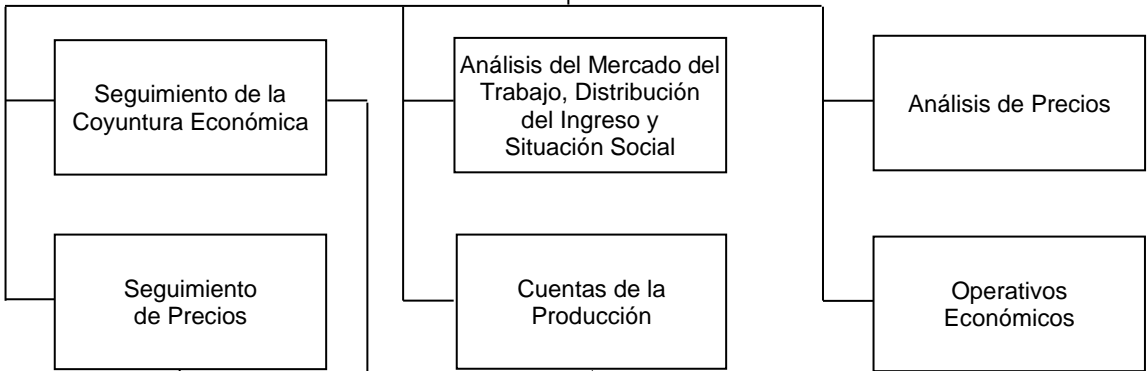 Seguimiento de la
Coyuntura Económica
Análisis del Mercado del
Trabajo, Distribución
del Ingreso y
Situación Social
Análisis de Precios
Seguimiento
de Precios
Cuentas de la
Producción
Operativos
Económicos